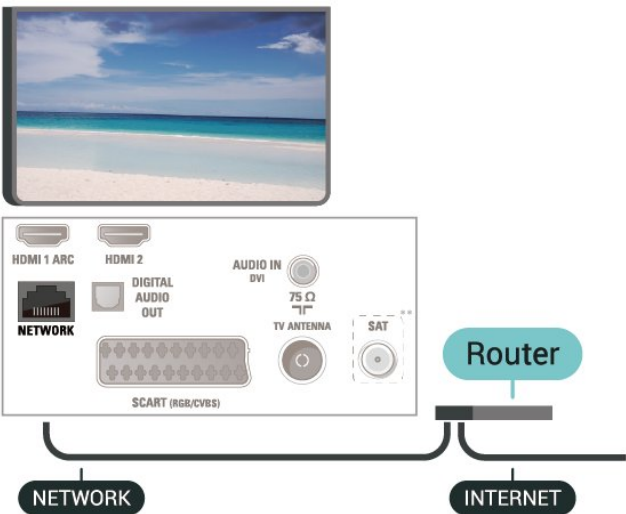 HDMI 1 ARC
HDMI 2
AUDIO IN
DVI
DIGITAL
AUDIO
OUT
75 Ω
NETWORK
TV ANTENNA
SAT
**
SCART (RGB/CVBS)
Router
NETWORK
INTERNET